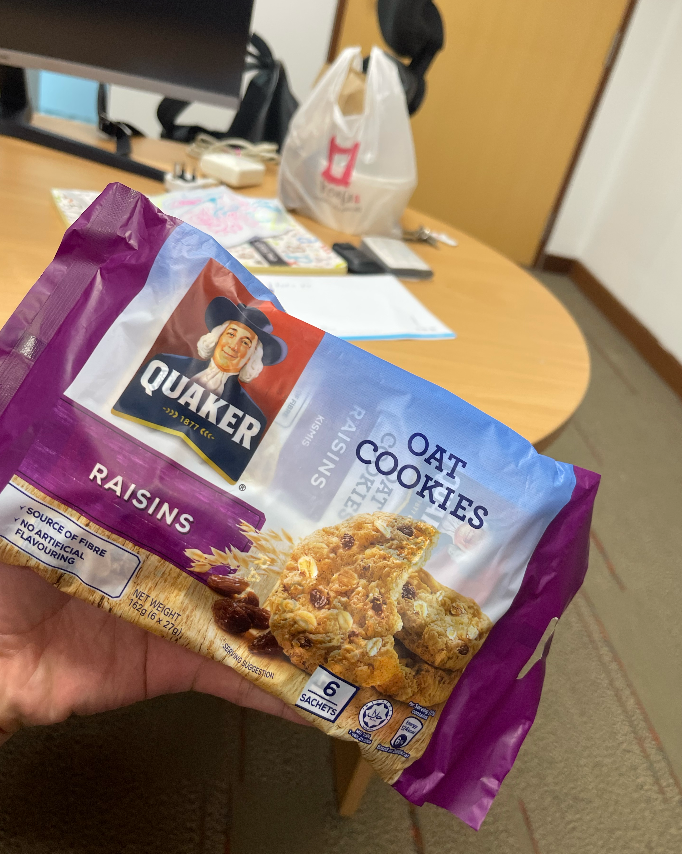 QUAKER
1877
®
RAISINS
SOURCE OF FIBRE
NO ARTIFICIAL
FLAVOURING
NET WEIGHT
162g (6 x 27g)
SERVING SUGGESTION
6
SACHETS
OAT
COOKIES
RAISINS
KISMIS
OAT